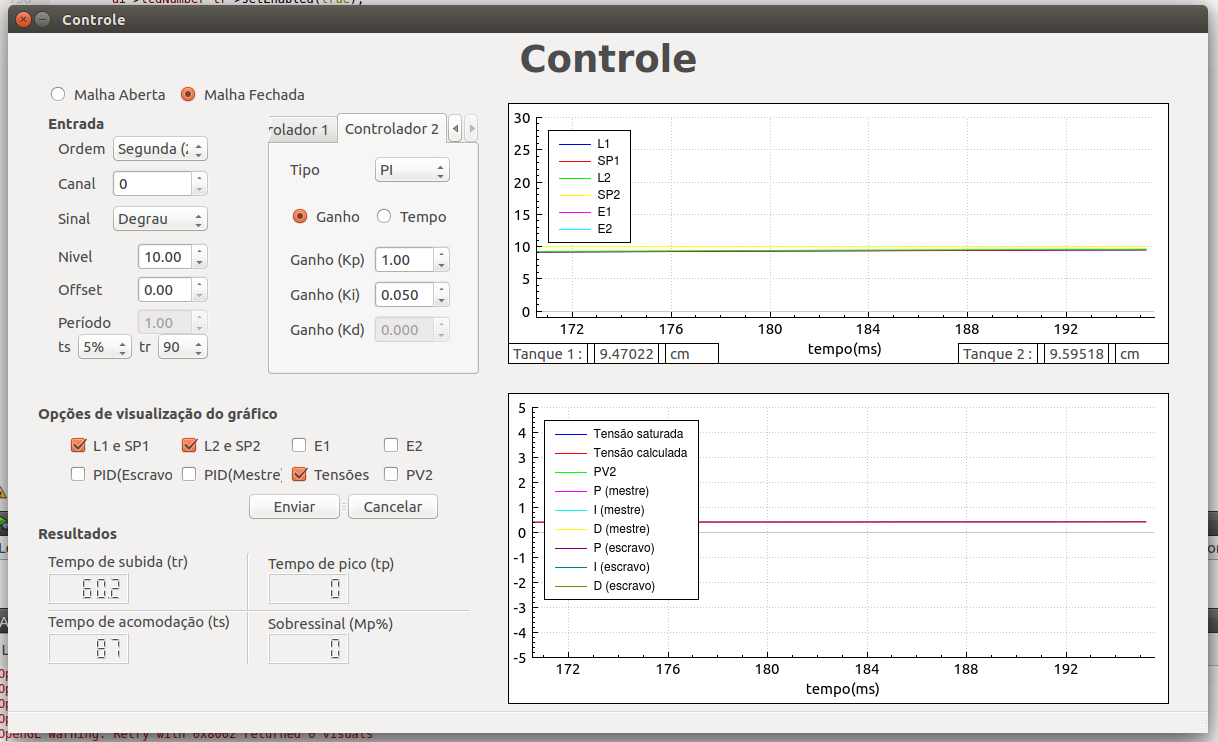 ui->lcdNumber tr->setEnabled(true);
Controle
Controle
Malha Aberta Malha Fechada
Entrada
Ordem Segunda (2
Canal 0
Sinal Degrau
Nivel 10.00
Offset 0.00
Período 1.00
ts 5% tr 90
rolador 1 Controlador 2
Tipo PI
Ganho Tempo
Ganho (Kp) 1.00
Ganho (Ki) 0.050
Ganho (Kd) 0.000
Opções de visualização do gráfico
L1 e SP1 L2 e SP2 E1 E2
PID(Escravo PID(Mestre) Tensões PV2
Enviar Cancelar
Resultados
Tempo de subida (tr)
60.2
Tempo de pico (tp)
0
Tempo de acomodação (ts)
87
Sobressinal (Mp%)
0
30
25
20
15
10
5
0
L1
SP1
L2
SP2
E1
E2
172 176 180 184 188 192
tempo(ms)
Tanque 1 : 9.47022 cm
Tanque 2 : 9.59518 cm
5
4
3
2
1
0
-1
-2
-3
-4
-5
Tensão saturada
Tensão calculada
PV2
P (mestre)
I (mestre)
D (mestre)
P (escravo)
I (escravo)
D (escravo)
172 176 180 184 188 192
tempo(ms)
OpenGL Warning: Retry with 0x8002 returned 0 visuals